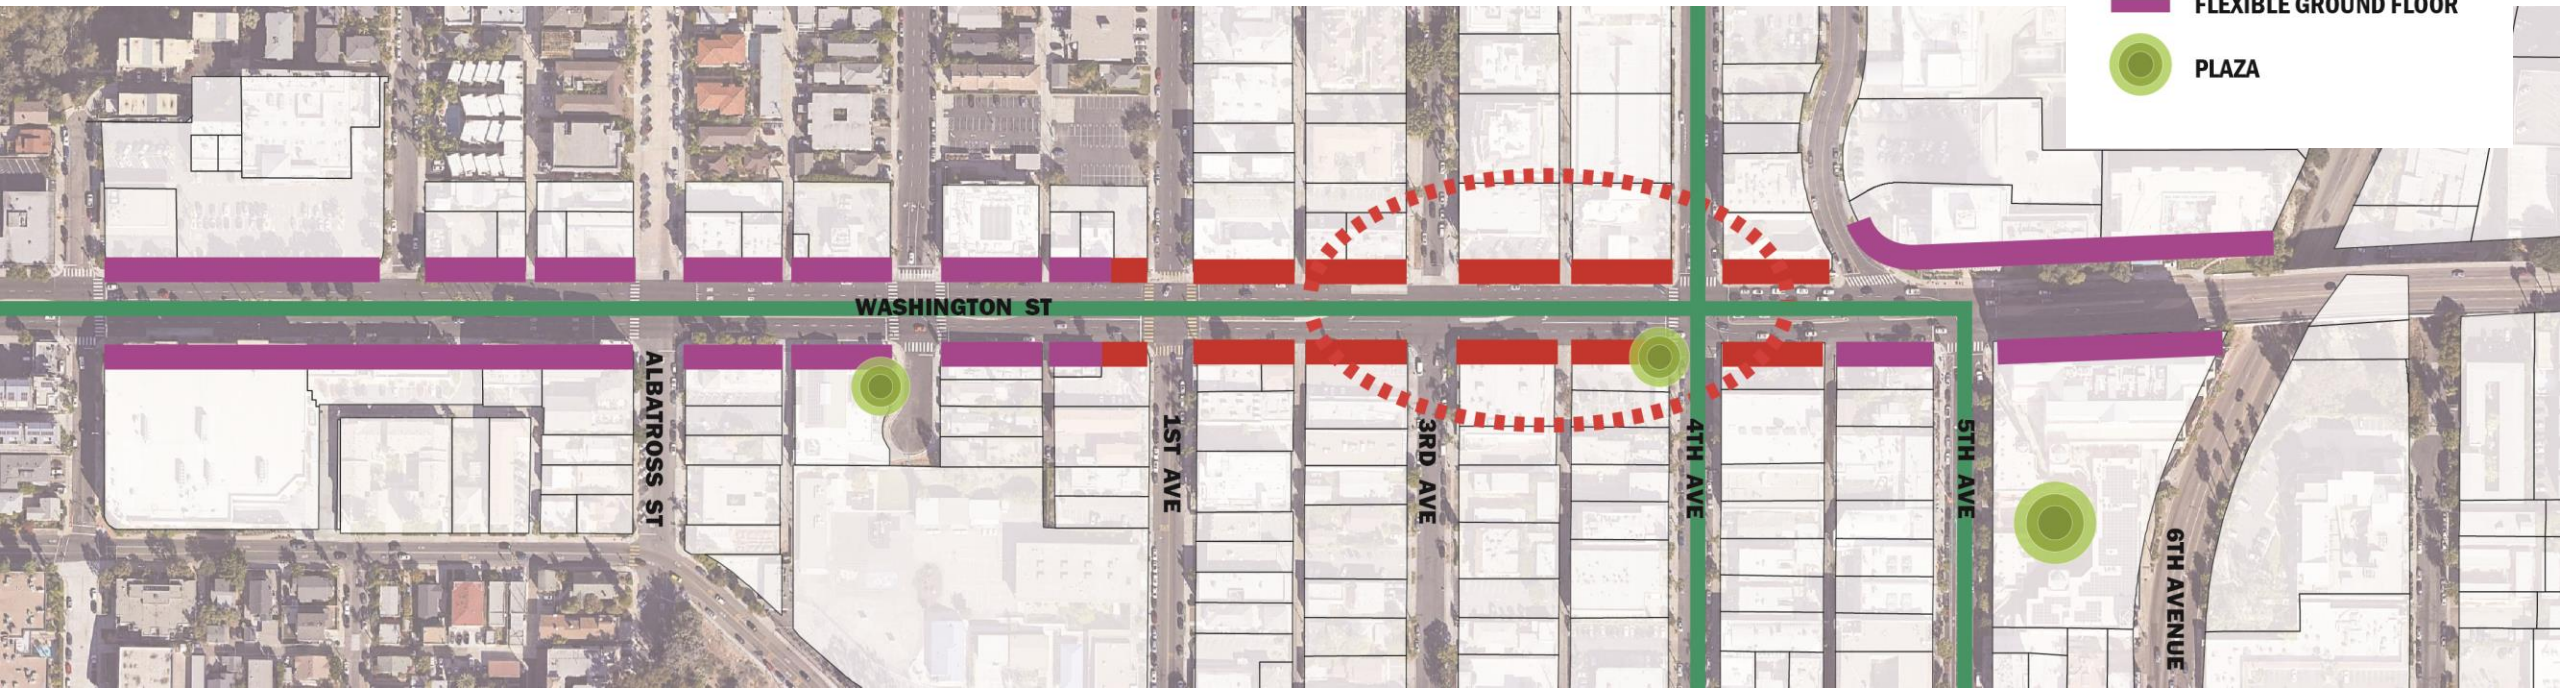 FLEXIBLE GROUND FLOOR
PLAZA
WASHINGTON ST
ALBATROSS ST
1ST AVE
3RD AVE
4TH AVE
5TH AVE
6TH AVENUE